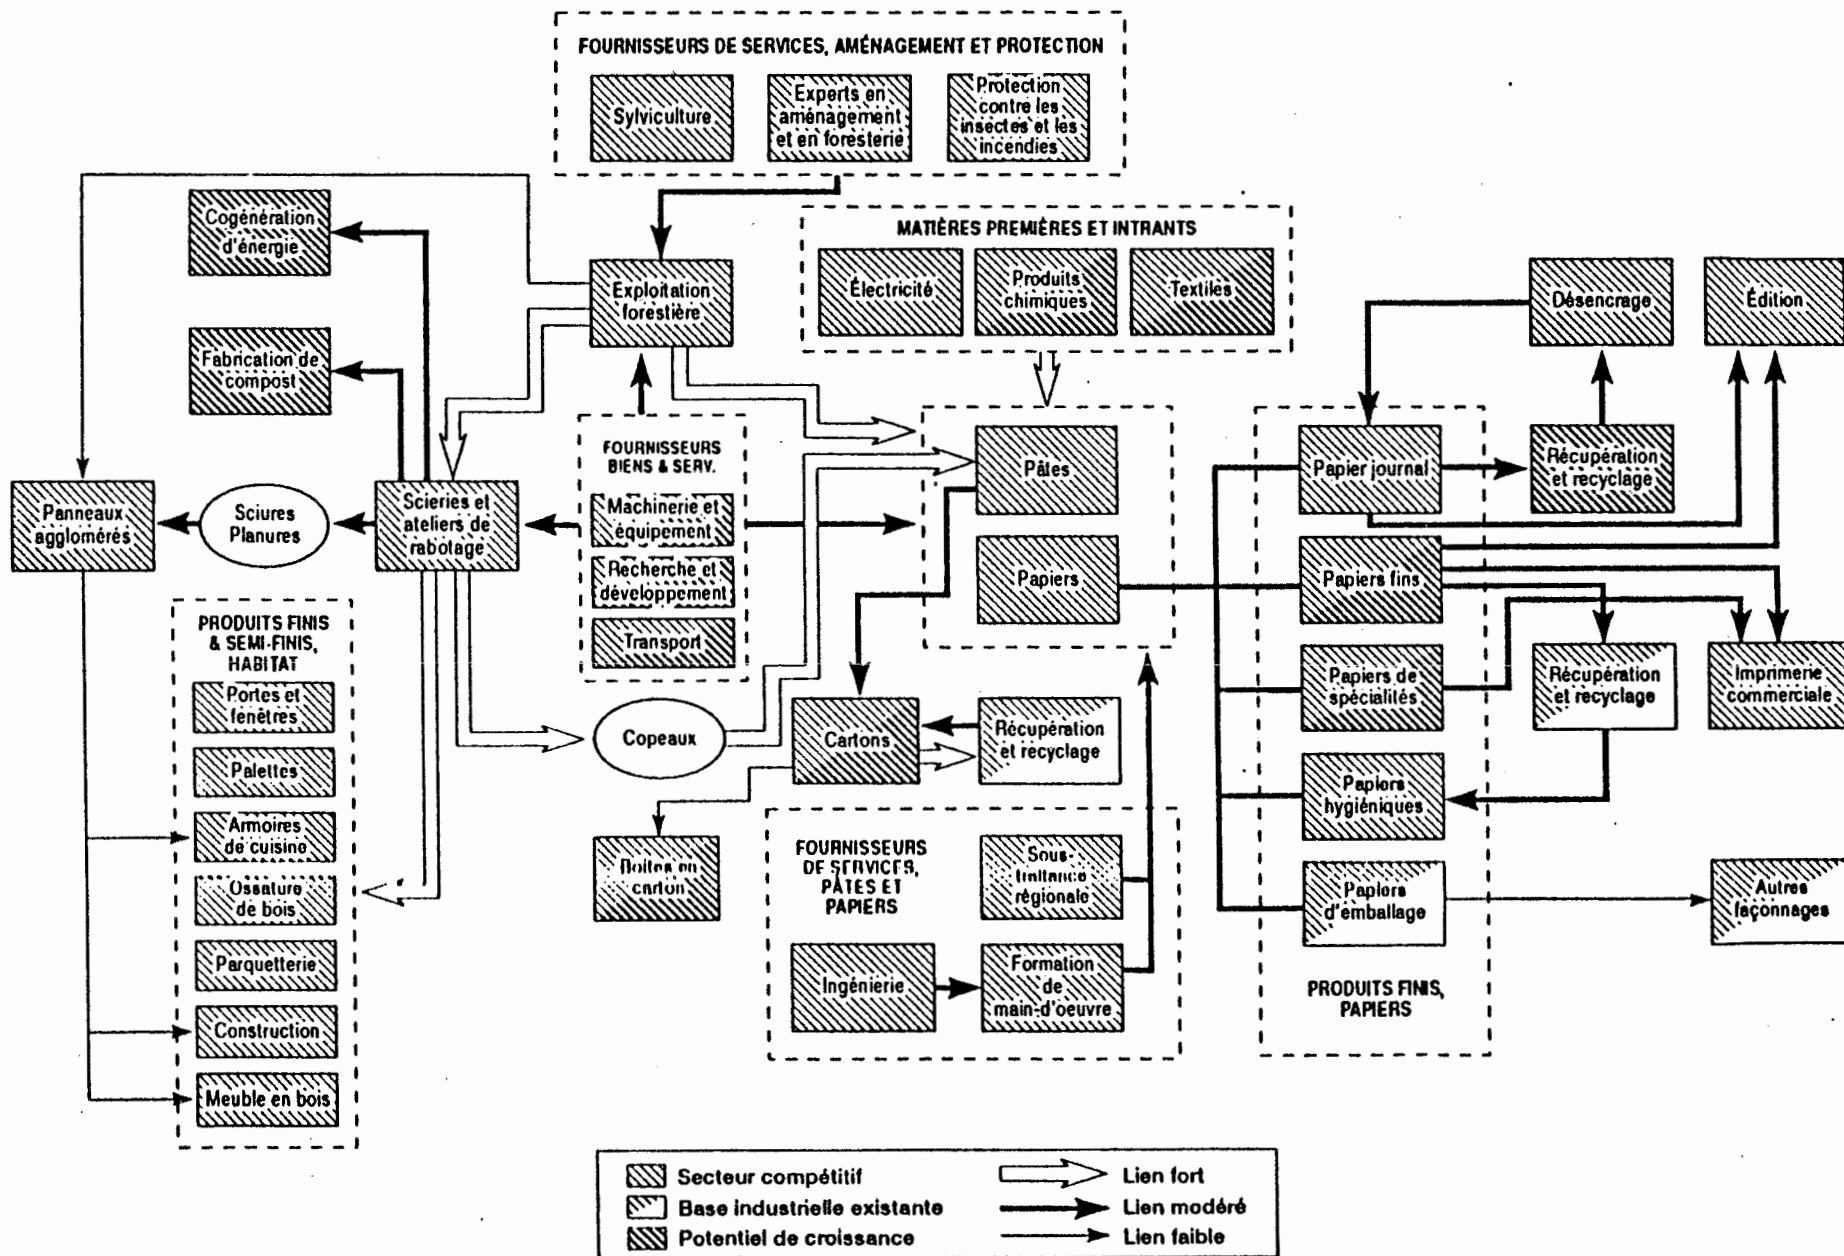 FOURNISSEURS DE SERVICES, AMÉNAGEMENT ET PROTECTION
Sylviculture
Experts en
aménagement
et en foresterie
Protection
contre les
insectes et les
incendies
Cogénération
d'énergie
Fabrication de
compost
Exploitation
forestière
MATIÈRES PREMIÈRES ET INTRANTS
Électricité
Produits
chimiques
Textiles
Désencrage
Édition
Panneaux
agglomérés
Sciures
Planures
Scieries et
ateliers de
rabotage
FOURNISSEURS
BIENS & SERV.
Machinerie et
équipement
Recherche et
développement
Transport
Pâtes
Papiers
Papier journal
Récupération
et recyclage
Papiers fins
Papiers de
spécialités
Récupération
et recyclage
Imprimerie
commerciale
Papiers
hygiéniques
Papiers
d'emballage
Autres
façonnages
PRODUITS FINIS,
PAPIERS
PRODUITS FINIS
& SEMI-FINIS,
HABITAT
Portes et
fenêtres
Palettes
Armoires
de cuisine
Ossature
de bois
Parquetterie
Construction
Meuble en bois
Copeaux
Cartons
Récupération
et recyclage
Boîtes en
carton
FOURNISSEURS
DE SERVICES,
PÂTES ET
PAPIERS
Sous-
traitance
régionale
Ingénierie
Formation
de
main-d'oeuvre
Secteur compétitif
Base industrielle existante
Potentiel de croissance
Lien fort
Lien modéré
Lien faible